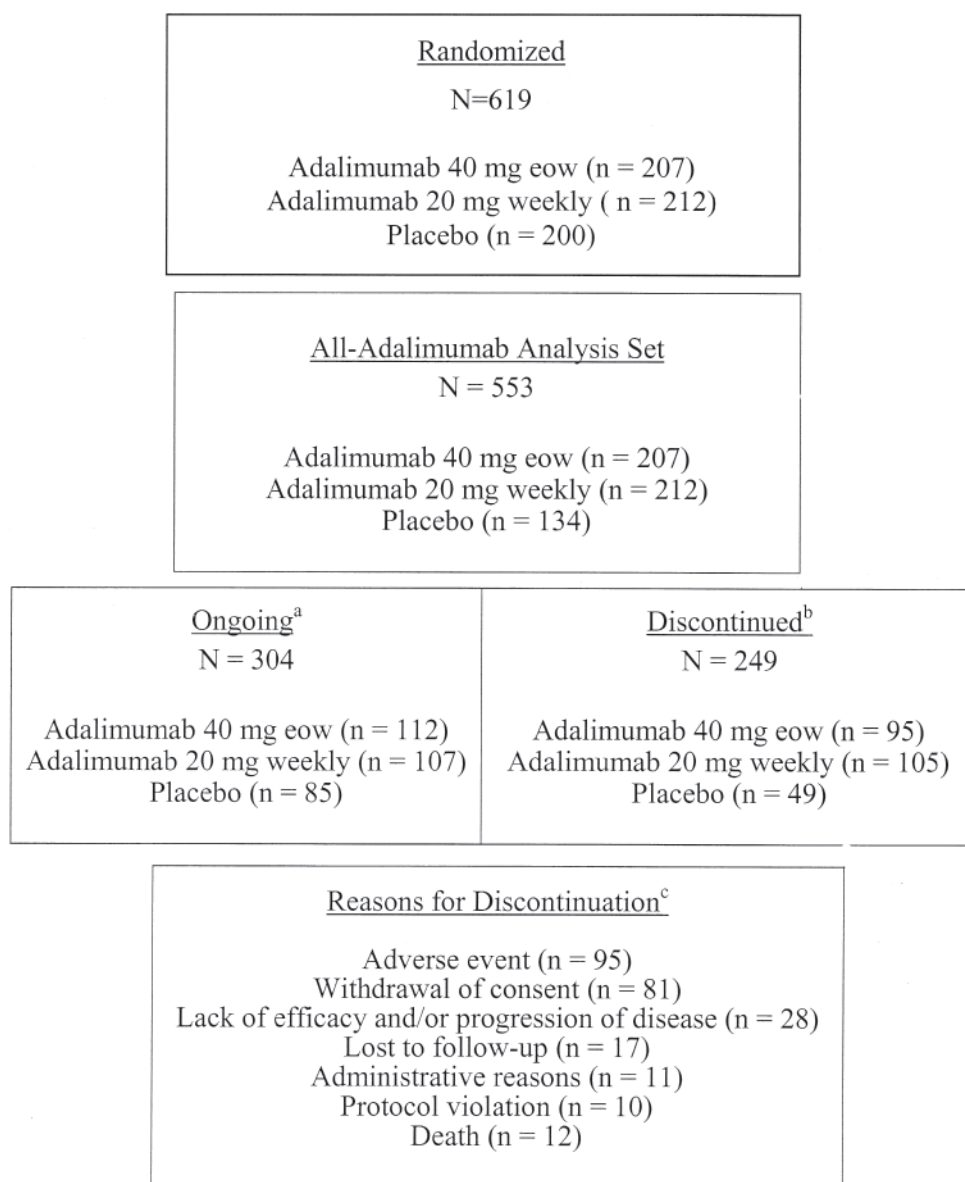 Randomized
N=619
Adalimumab 40 mg eow (n = 207)
Adalimumab 20 mg weekly ( n = 212)
Placebo (n = 200)
All-Adalimumab Analysis Set
N = 553
Adalimumab 40 mg eow (n = 207)
Adalimumab 20 mg weekly (n = 212)
Placebo (n = 134)
Ongoingᵃ
N = 304
Adalimumab 40 mg eow (n = 112)
Adalimumab 20 mg weekly (n = 107)
Placebo (n = 85)
Discontinuedᵇ
N = 249
Adalimumab 40 mg eow (n = 95)
Adalimumab 20 mg weekly (n = 105)
Placebo (n = 49)
Reasons for Discontinuationᶜ
Adverse event (n = 95)
Withdrawal of consent (n = 81)
Lack of efficacy and/or progression of disease (n = 28)
Lost to follow-up (n = 17)
Administrative reasons (n = 11)
Protocol violation (n = 10)
Death (n = 12)